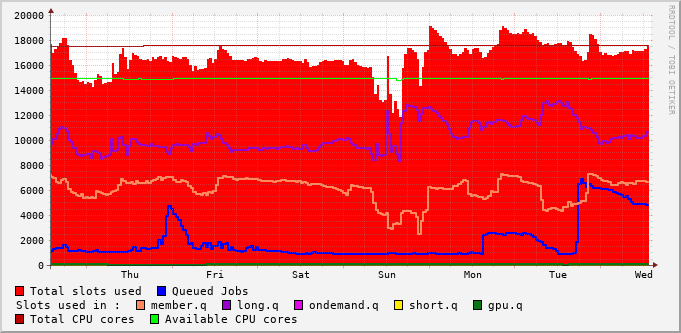 20000
18000
16000
14000
12000
10000
8000
6000
4000
2000
0
Thu Fri Sat Sun Mon Tue Wed
RRDTOOL / TOBI OETIKER
Total slots used Queued Jobs
Slots used in : member.q long.q ondemand.q short.q gpu.q
Total CPU cores Available CPU cores